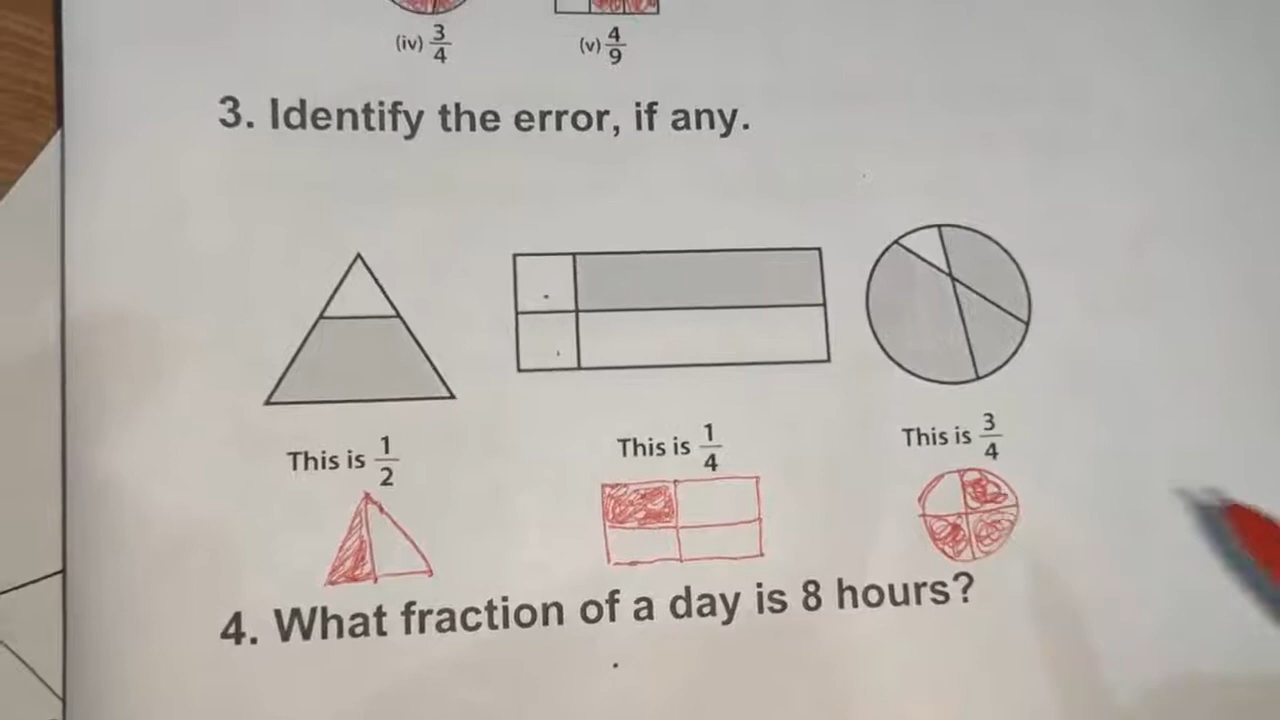 (iv) 3/4 (v) 4/9
3. Identify the error, if any.
This is 1/2 This is 1/4 This is 3/4
4. What fraction of a day is 8 hours?